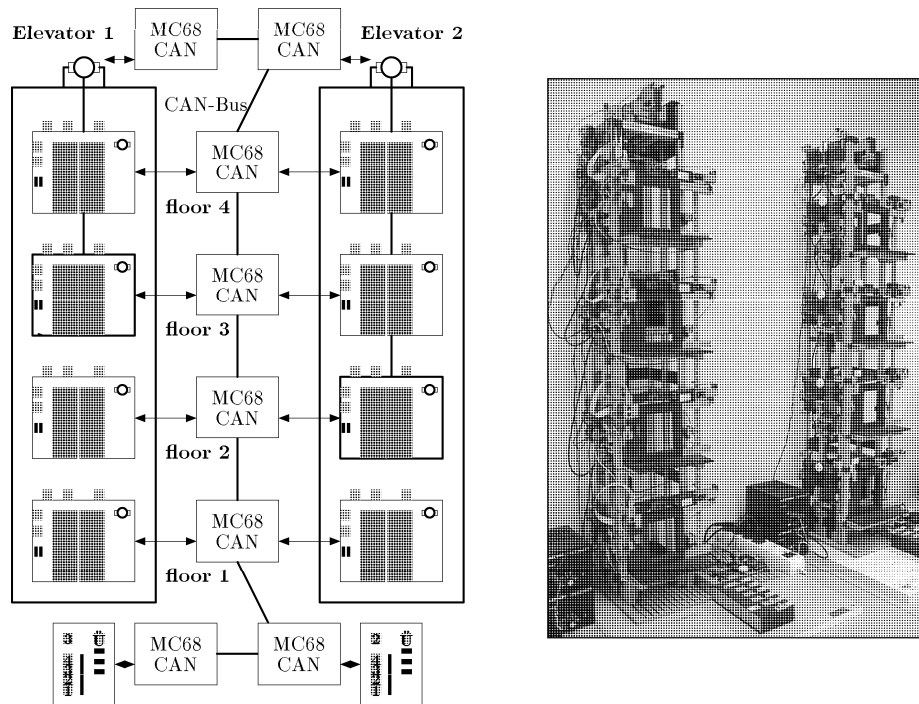 Elevator 1
MC68
CAN
MC68
CAN
Elevator 2
CAN-Bus
MC68
CAN
floor 4
MC68
CAN
floor 3
MC68
CAN
floor 2
MC68
CAN
floor 1
MC68
CAN
MC68
CAN